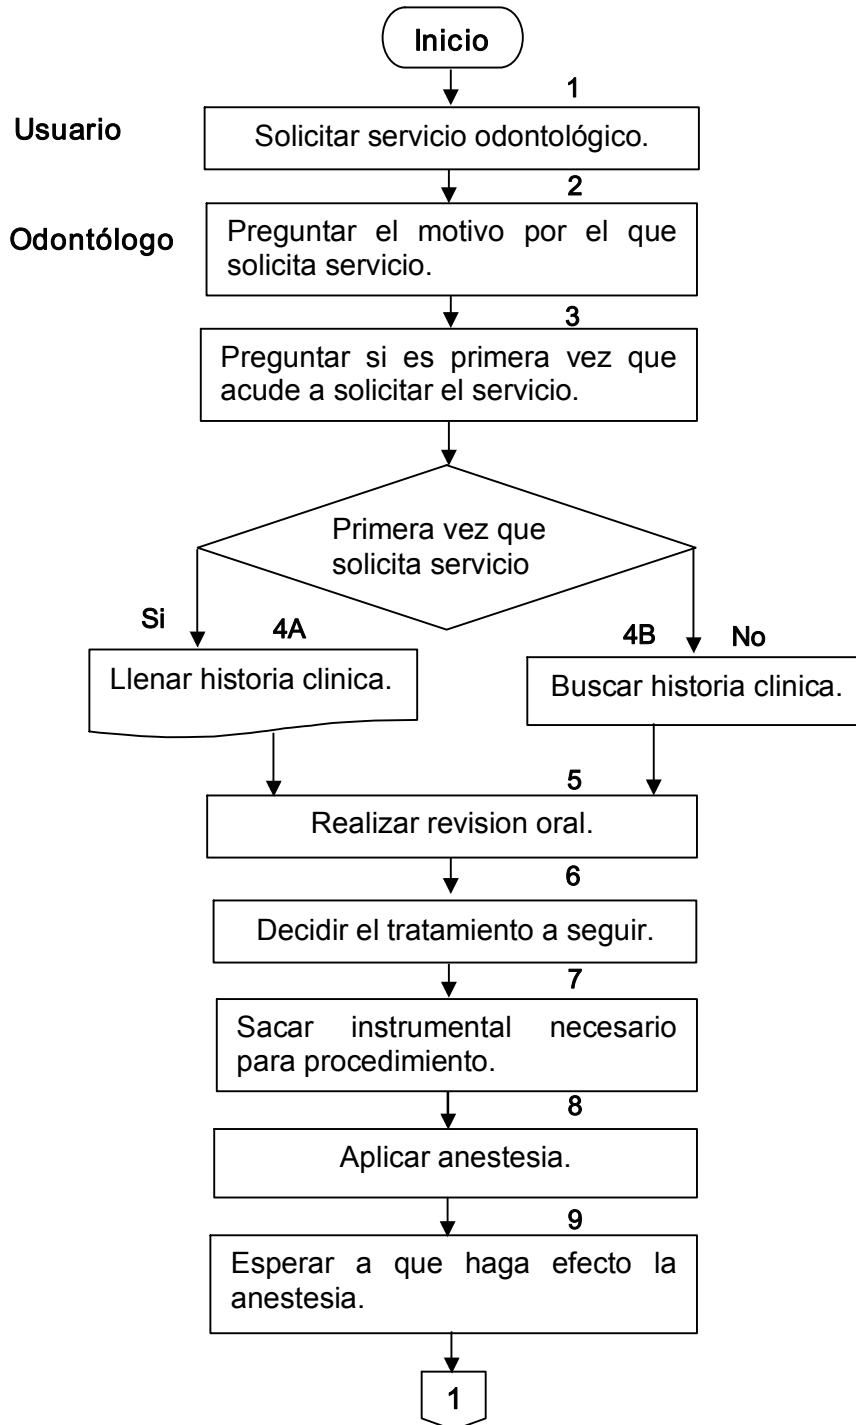 Inicio
1
Usuario
Solicitar servicio odontológico.
2
Odontólogo
Preguntar el motivo por el que
solicita servicio.
3
Preguntar si es primera vez que
acude a solicitar el servicio.
Primera vez que
solicita servicio
Si
4A
4B
No
Llenar historia clinica.
Buscar historia clinica.
5
Realizar revision oral.
6
Decidir el tratamiento a seguir.
7
Sacar instrumental necesario
para procedimiento.
8
Aplicar anestesia.
9
Esperar a que haga efecto la
anestesia.
1